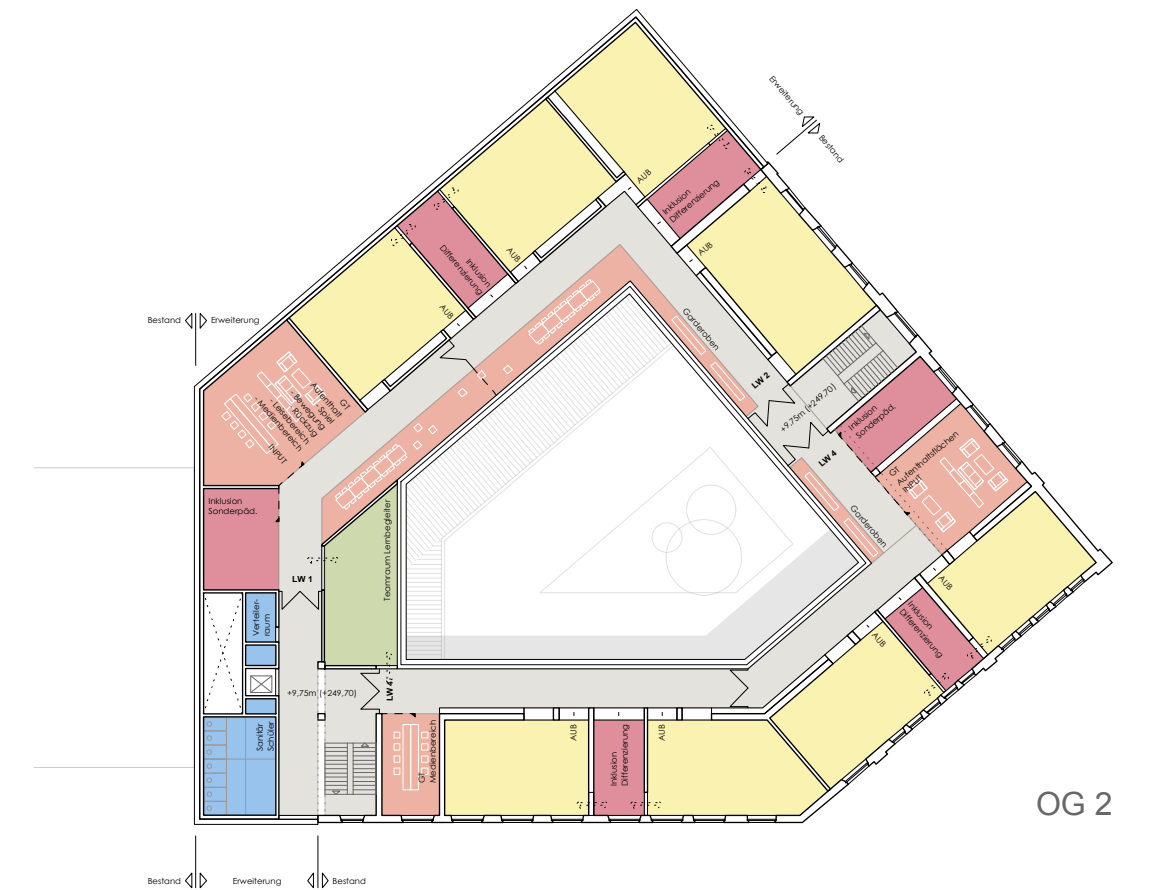 Erweiterung
Bestand
AUB
Inklusion
Differenzierung
AUB
AUB
Inklusion
Differenzierung
AUB
Bestand
Erweiterung
Garderoben
LW 2
+9,75m (+249,70)
Inklusion
Sonderpäd.
LW 4
GT
Aufenthaltsflächen
INPUT
Garderoben
GT
Aufenthalt
- Spiel
- Bewegung
- Rückzug
- Leisebereich
- Medienbereich
INPUT
Inklusion
Sonderpäd.
Teamraum Lernbegleiter
LW 1
Verteiler-
raum
+9,75m (+249,70)
LW 4
Sanitär
Schüler
GT
Medienbereich
AUB
Inklusion
Differenzierung
AUB
AUB
Inklusion
Differenzierung
AUB
OG 2
Bestand
Erweiterung
Bestand